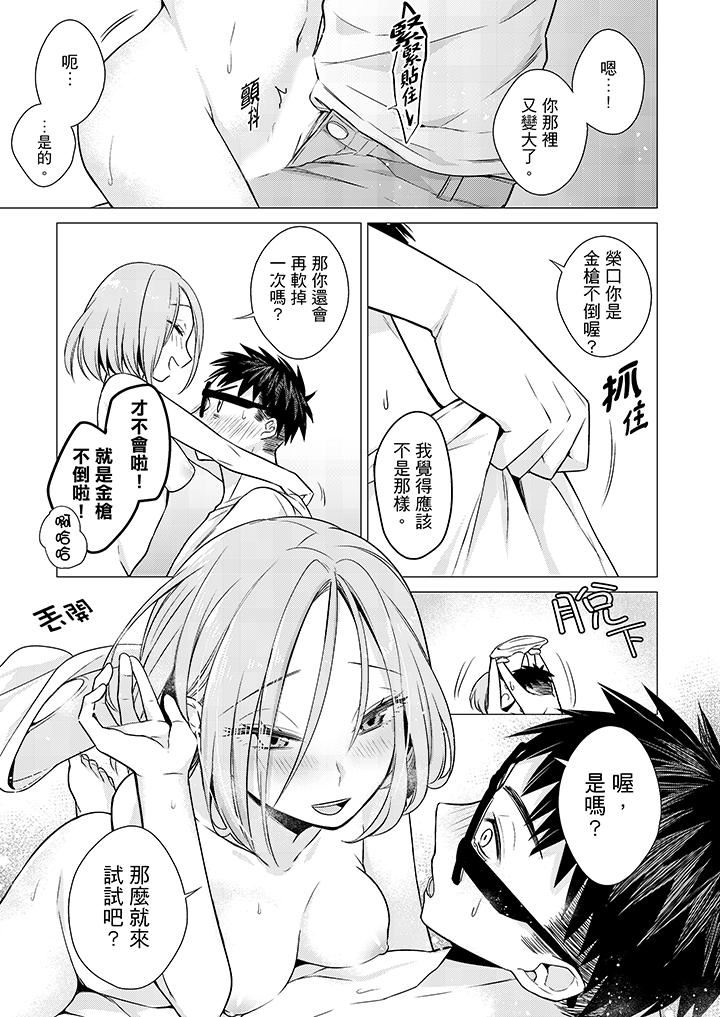 嗯…！
你那裡
又變大了。
緊緊貼住
顫抖
呃…
…是的。
榮口你是
金槍
不倒喔？
抓住
我覺得應該
不是那樣。
那你還會
再軟掉
一次嗎？
才不會啦！
就是金槍
不倒啦！
啊哈哈
脫下
丟開
喔，
是嗎？
那麼就來
試試吧？